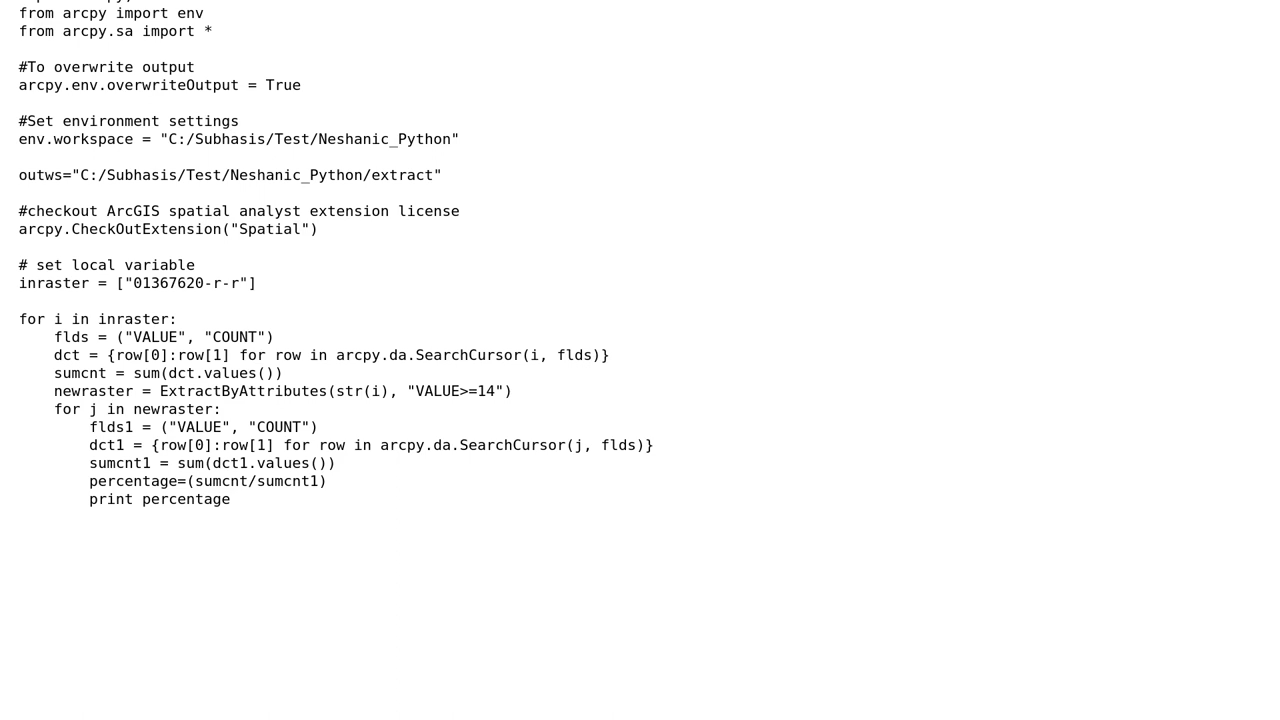 from arcpy import env
from arcpy.sa import *
#To overwrite output
arcpy.env.overwriteOutput = True
#Set environment settings
env.workspace = "C:/Subhasis/Test/Neshanic_Python"
outws="C:/Subhasis/Test/Neshanic_Python/extract"
#checkout ArcGIS spatial analyst extension license
arcpy.CheckOutExtension("Spatial")
# set local variable
inraster = ["01367620-r-r"]
for i in inraster:
    flds = ("VALUE", "COUNT")
    dct = {row[0]:row[1] for row in arcpy.da.SearchCursor(i, flds)}
    sumcnt = sum(dct.values())
    newraster = ExtractByAttributes(str(i), "VALUE>=14")
    for j in newraster:
        flds1 = ("VALUE", "COUNT")
        dct1 = {row[0]:row[1] for row in arcpy.da.SearchCursor(j, flds)}
        sumcnt1 = sum(dct1.values())
        percentage=(sumcnt/sumcnt1)
        print percentage